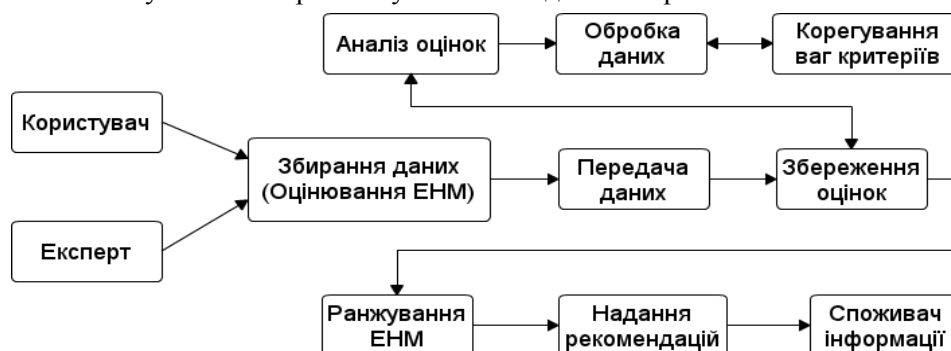 Аналіз оцінок
Обробка
даних
Корегування
ваг критеріїв
Користувач
Збирання даних
(Оцінювання ЕНМ)
Передача
даних
Збереження
оцінок
Експерт
Ранжування
ЕНМ
Надання
рекомендацій
Споживач
інформації